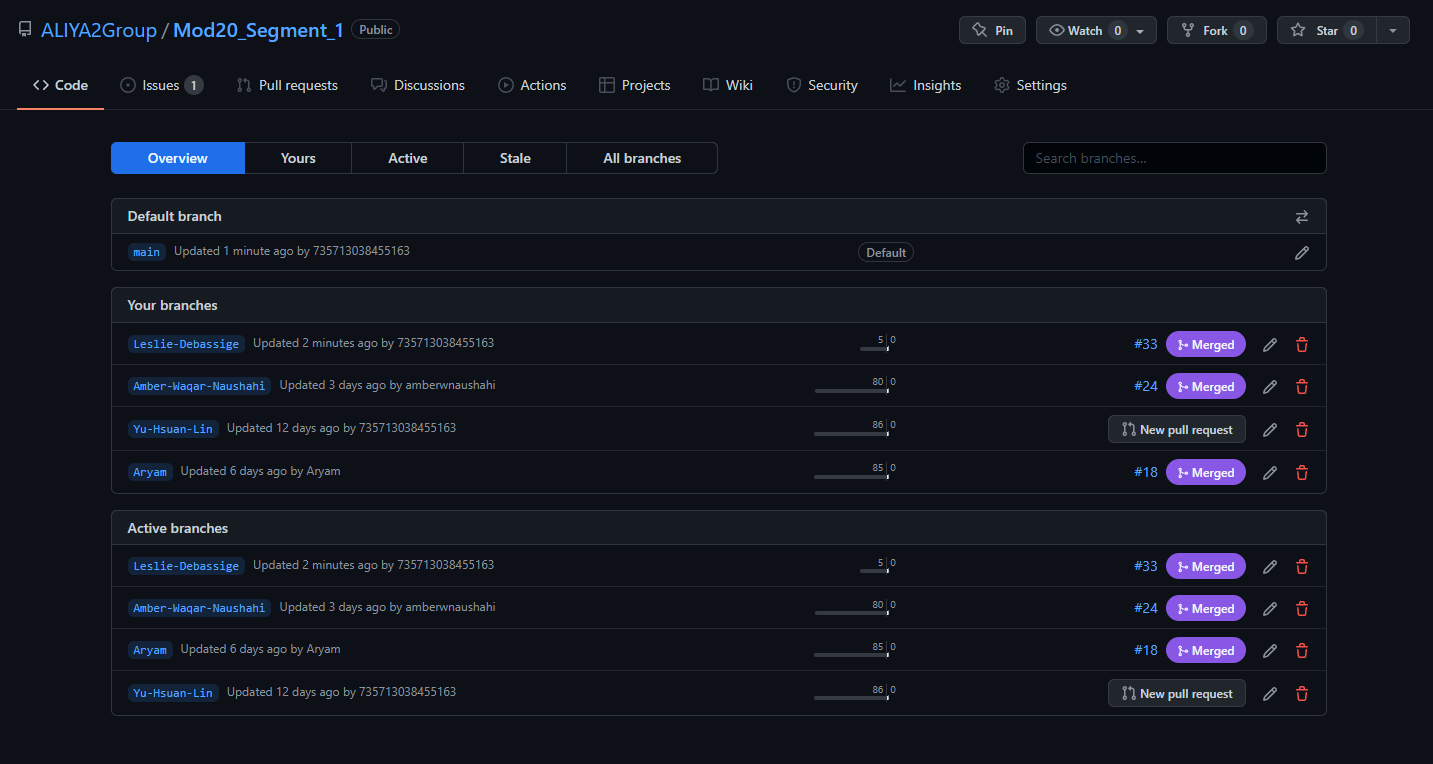 ALIYA2Group / Mod20_Segment_1 Public Pin Watch 0 Fork 0 Star 0
Code Issues 1 Pull requests Discussions Actions Projects Wiki Security Insights Settings
Overview Yours Active Stale All branches Search branches...
Default branch
main Updated 1 minute ago by 735713038455163 Default
Your branches
Leslie-Debassige Updated 2 minutes ago by 735713038455163 5 0 #33 Merged
Amber-Waqar-Naushahi Updated 3 days ago by amberwnaushahi 80 0 #24 Merged
Yu-Hsuan-Lin Updated 12 days ago by 735713038455163 86 0 New pull request
Aryam Updated 6 days ago by Aryam 85 0 #18 Merged
Active branches
Leslie-Debassige Updated 2 minutes ago by 735713038455163 5 0 #33 Merged
Amber-Waqar-Naushahi Updated 3 days ago by amberwnaushahi 80 0 #24 Merged
Aryam Updated 6 days ago by Aryam 85 0 #18 Merged
Yu-Hsuan-Lin Updated 12 days ago by 735713038455163 86 0 New pull request